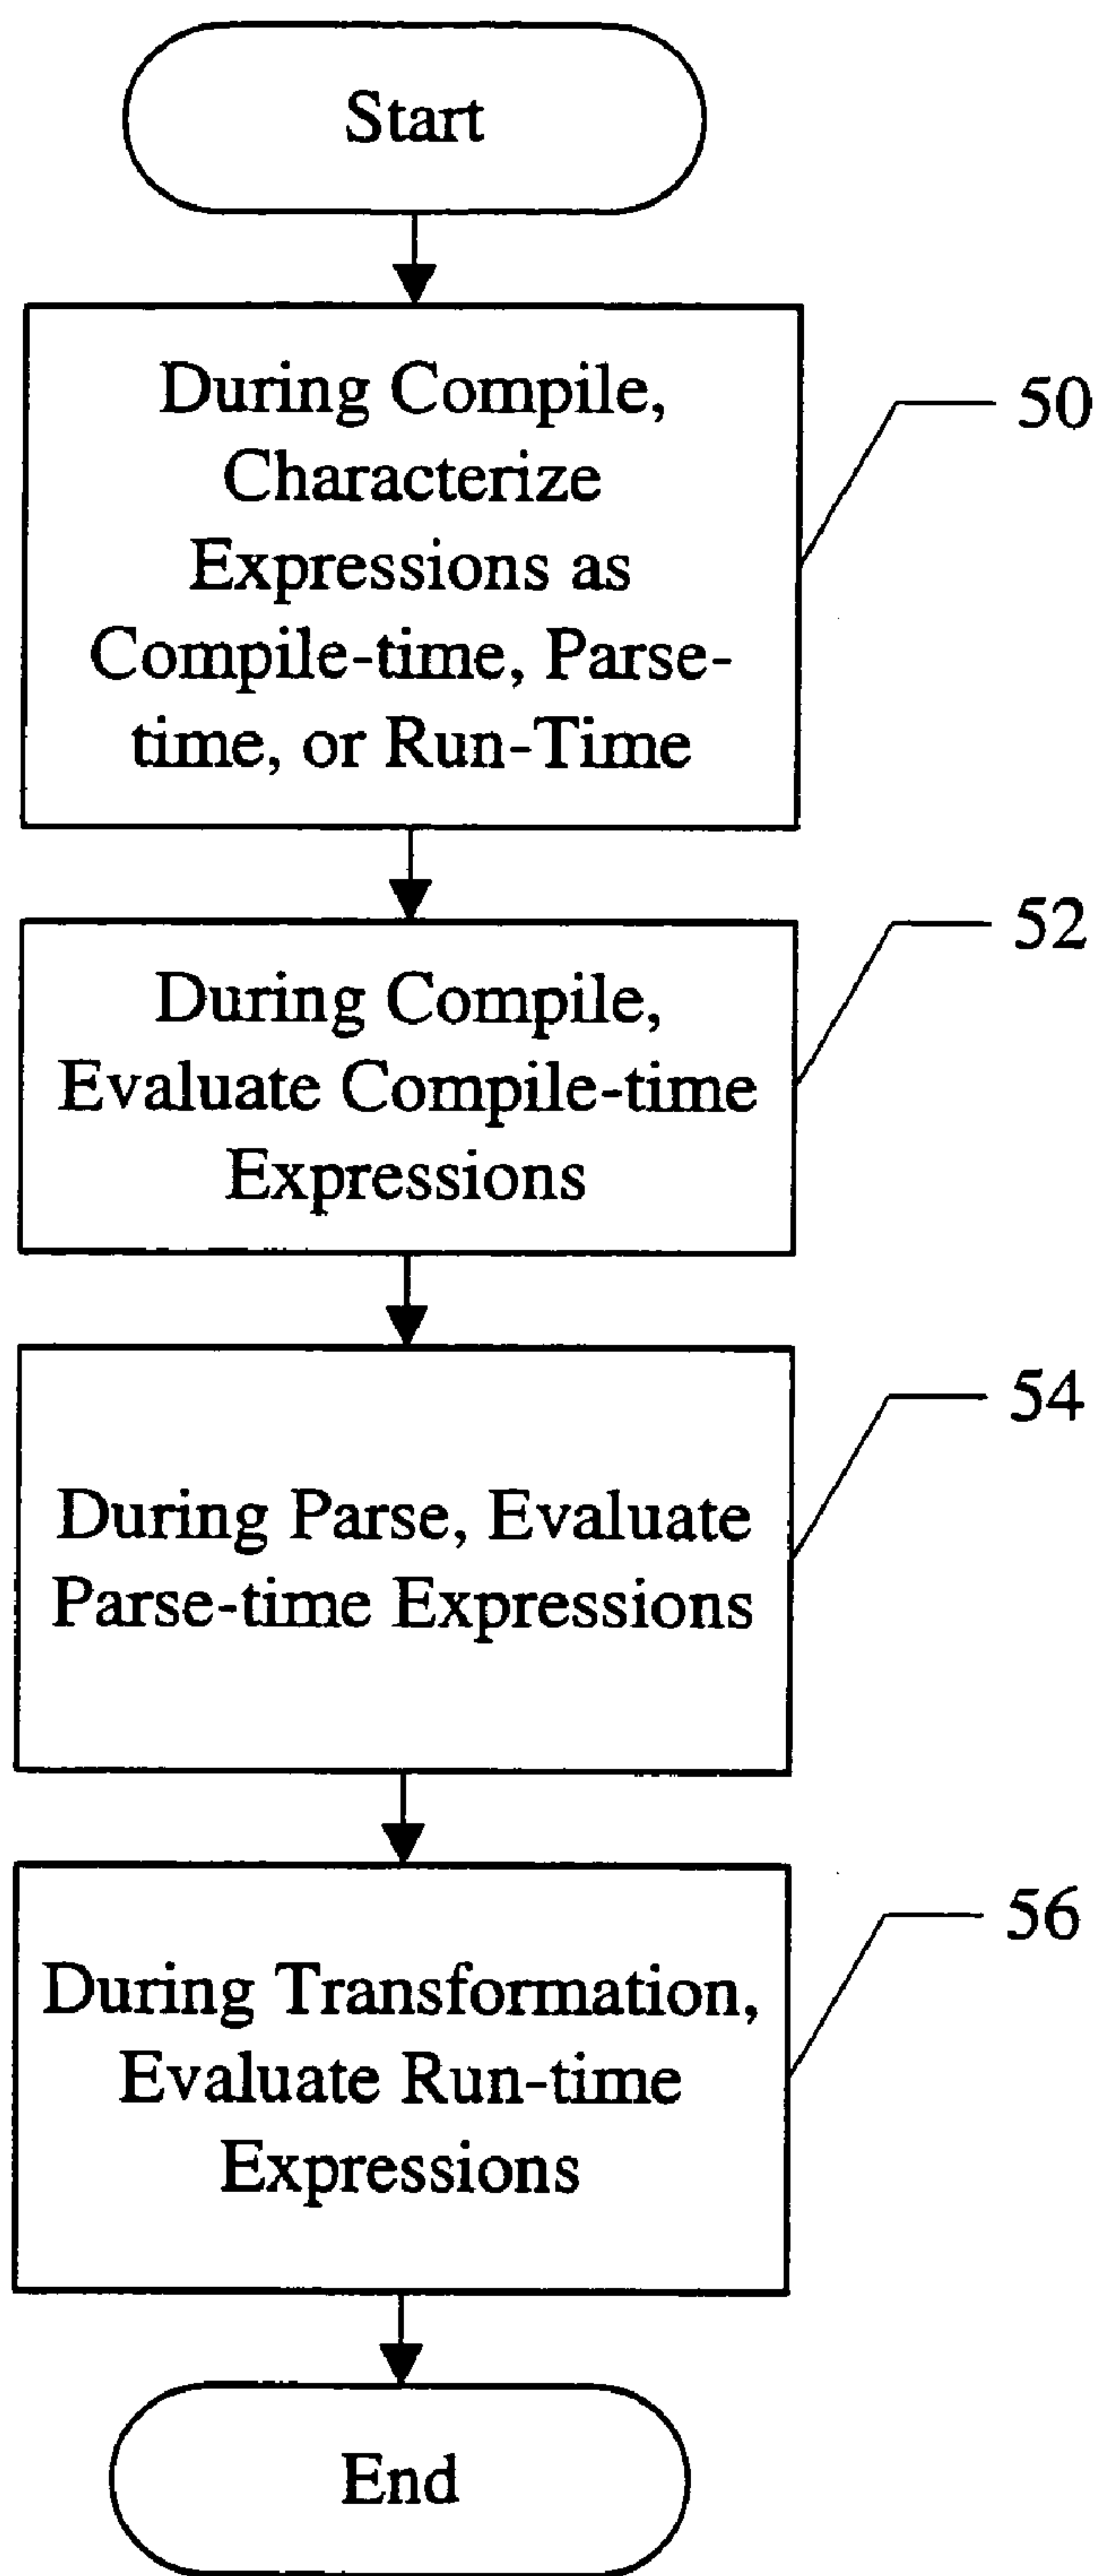 Start
During Compile,
Characterize
Expressions as
Compile-time, Parse-
time, or Run-Time
50
During Compile,
Evaluate Compile-time
Expressions
52
During Parse, Evaluate
Parse-time Expressions
54
During Transformation,
Evaluate Run-time
Expressions
56
End